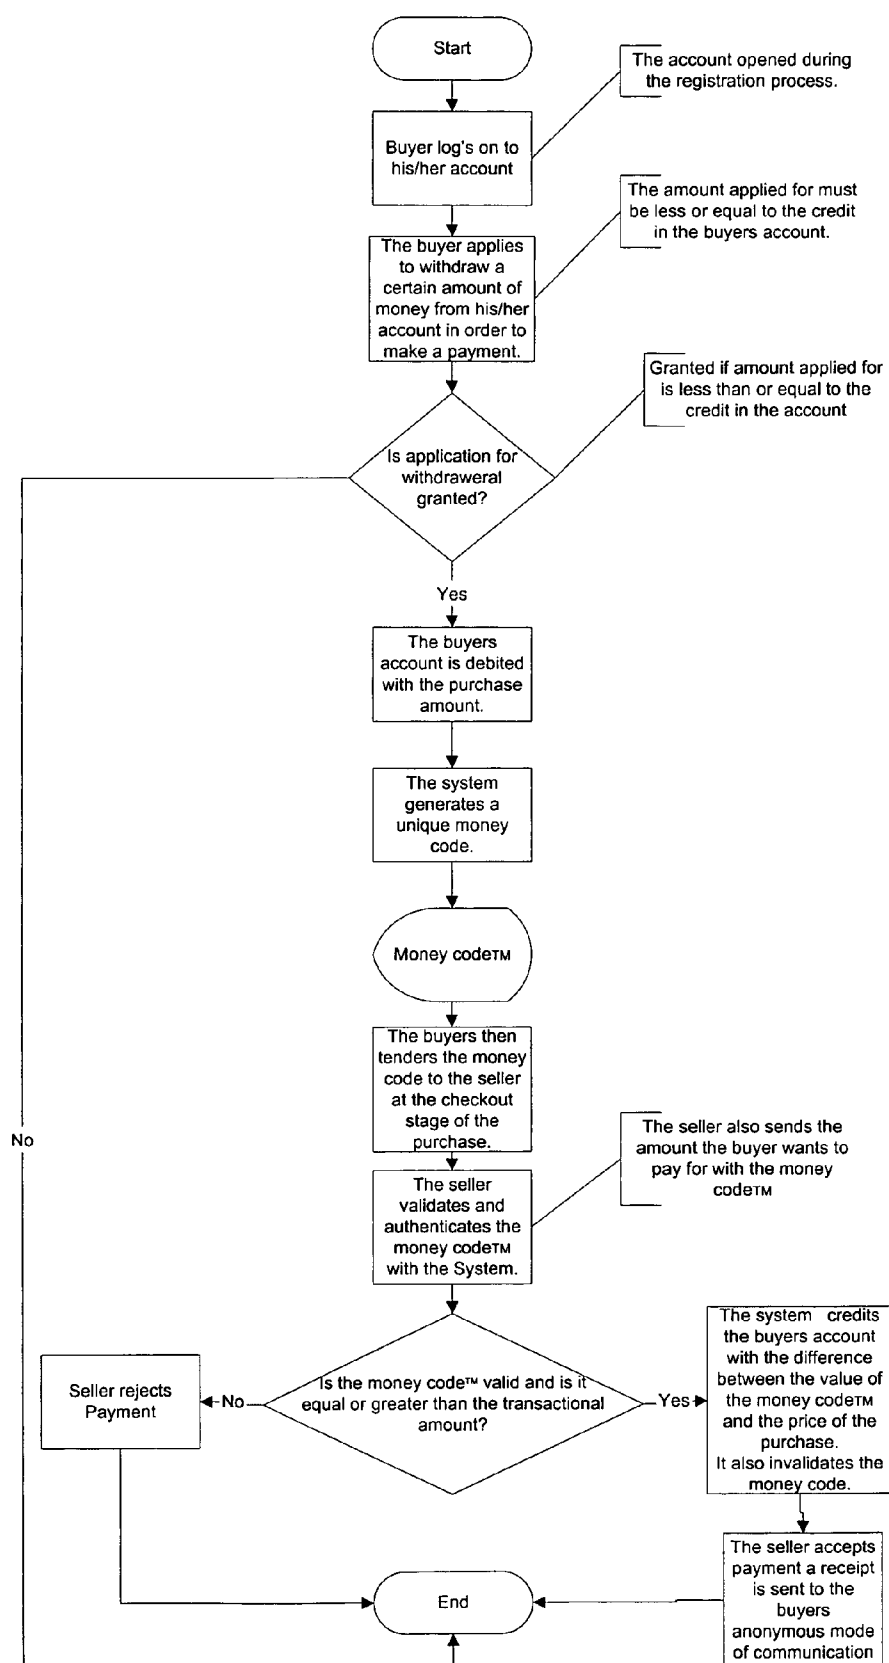 Start
The account opened during
the registration process.
Buyer log's on to
his/her account
The amount applied for must
be less or equal to the credit
in the buyers account.
The buyer applies
to withdraw a
certain amount of
money from his/her
account in order to
make a payment.
Granted if amount applied for
is less than or equal to the
credit in the account
Is application for
withdraweral
granted?
Yes
The buyers
account is debited
with the purchase
amount.
The system
generates a
unique money
code.
Money code™
The buyers then
tenders the money
code to the seller
at the checkout
stage of the
purchase.
No
The seller also sends the
amount the buyer wants to
pay for with the money
code™
The seller
validates and
authenticates the
money code™
with the System.
The system credits
the buyers account
with the difference
between the value of
the money code™
and the price of the
purchase.
It also invalidates the
money code.
Is the money code™ valid and is it
equal or greater than the transactional
amount?
No
Yes
Seller rejects
Payment
The seller accepts
payment a receipt
is sent to the
buyers
anonymous mode
of communication
End